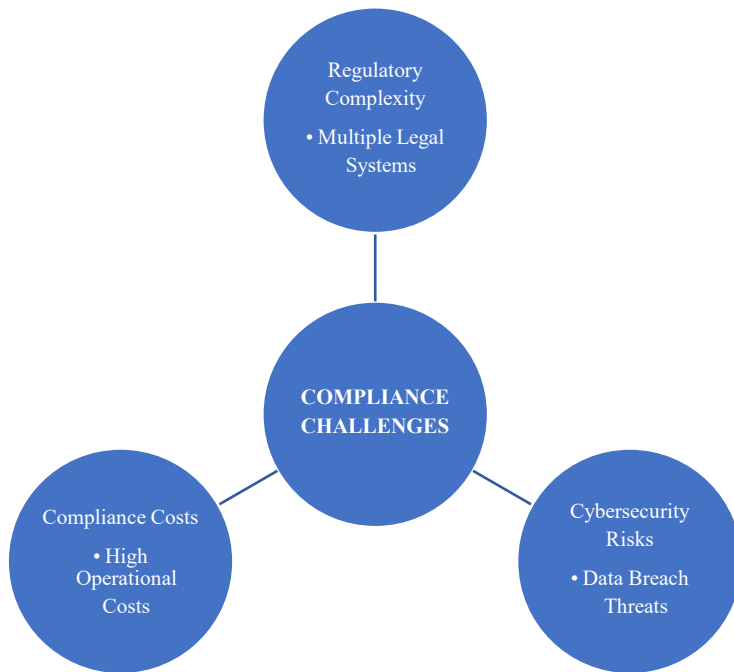 Regulatory
Complexity
• Multiple Legal
Systems
COMPLIANCE
CHALLENGES
Compliance Costs
• High
Operational
Costs
Cybersecurity
Risks
• Data Breach
Threats